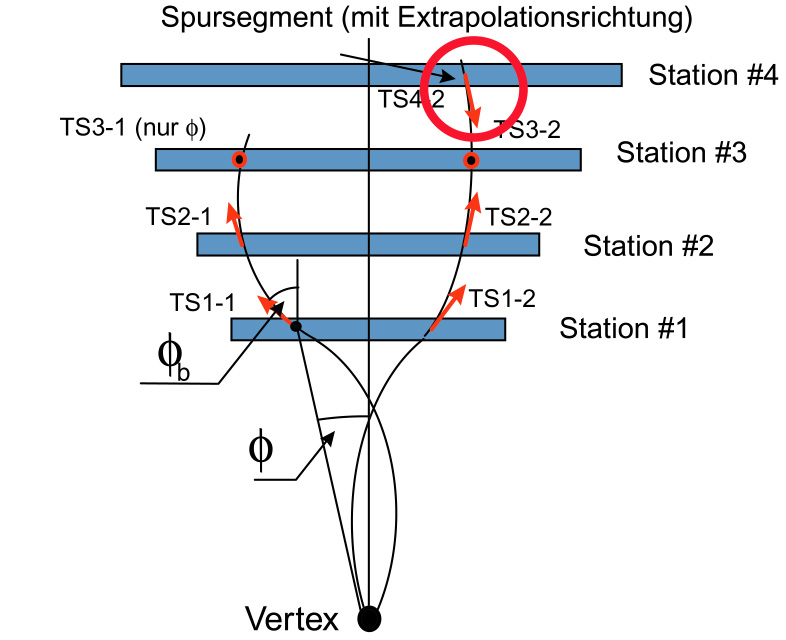 Spursegment (mit Extrapolationsrichtung)
Station #4
TS4-2
TS3-1 (nur ϕ)
TS3-2
Station #3
TS2-1
TS2-2
Station #2
TS1-1
TS1-2
Station #1
ϕb
ϕ
Vertex